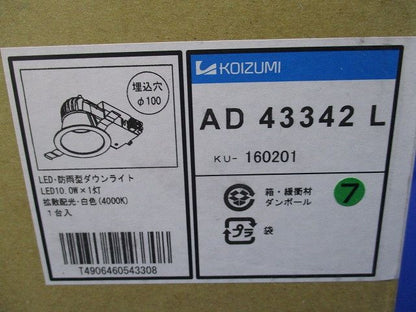 埋込穴
φ100
LED・防雨型ダウンライト
LED10.0W×1灯
拡散配光・白色(4000K)
1台入
T4906460543308
KOIZUMI
AD 43342 L
KU- 160201
箱・緩衝材
ダンボール
7
プラ
袋